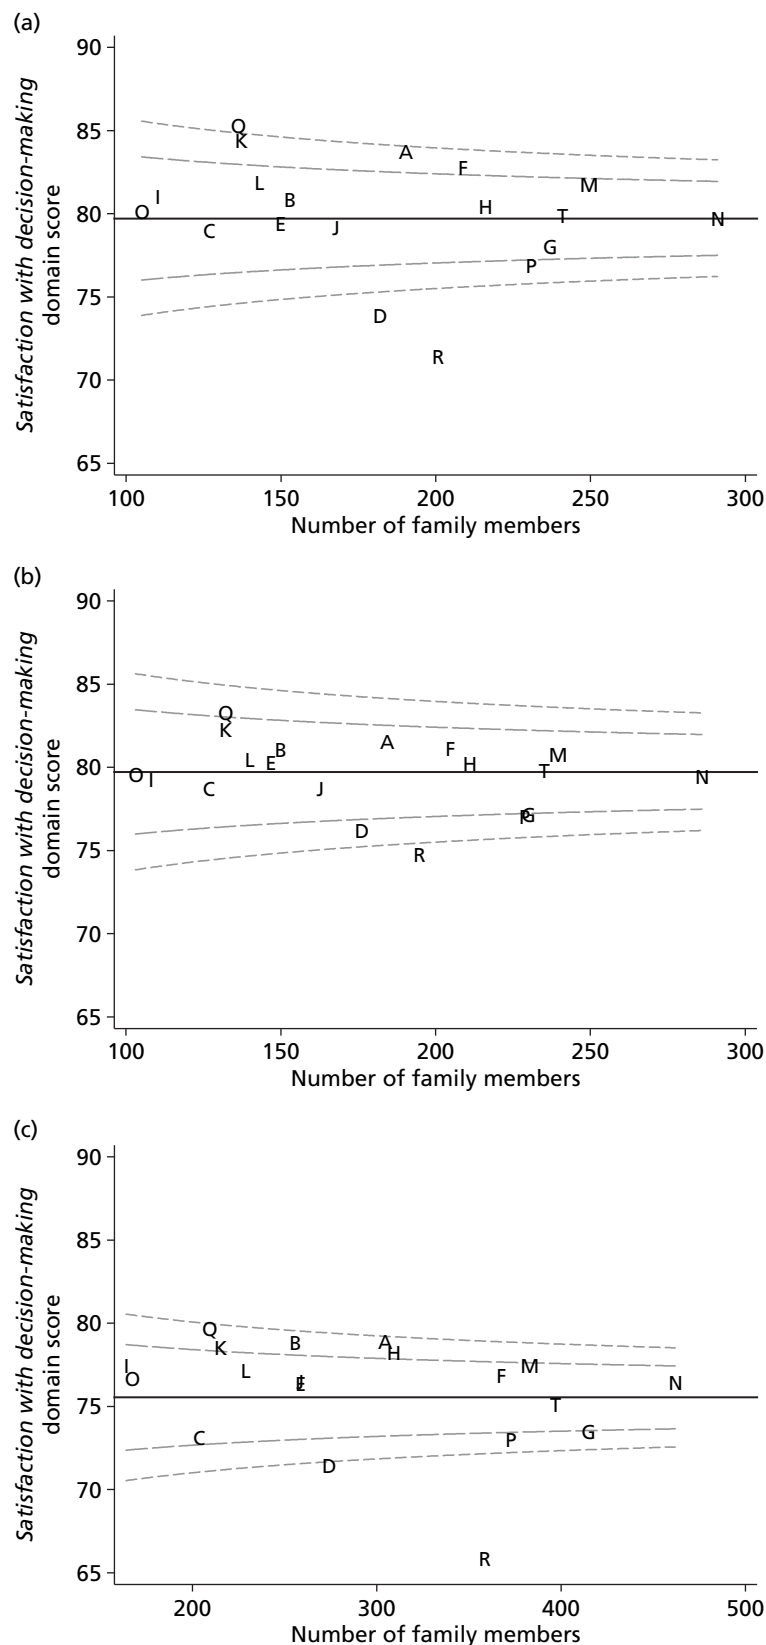 (a)
90
85
80
75
70
65
Satisfaction with decision-making
domain score
Q
K
A
F
L
M
I
B
O
H
T
N
C
E
J
G
P
D
R
100 150 200 250 300
Number of family members
(b)
90
85
80
75
70
65
Satisfaction with decision-making
domain score
Q
K
A
B
F
M
L
E
H
T
O
I
N
C
J
P
G
D
R
100 150 200 250 300
Number of family members
(c)
90
85
80
75
70
65
Satisfaction with decision-making
domain score
Q
K
B
A
H
I
O
L
J
E
F
M
N
T
C
P
G
D
R
200 300 400 500
Number of family members